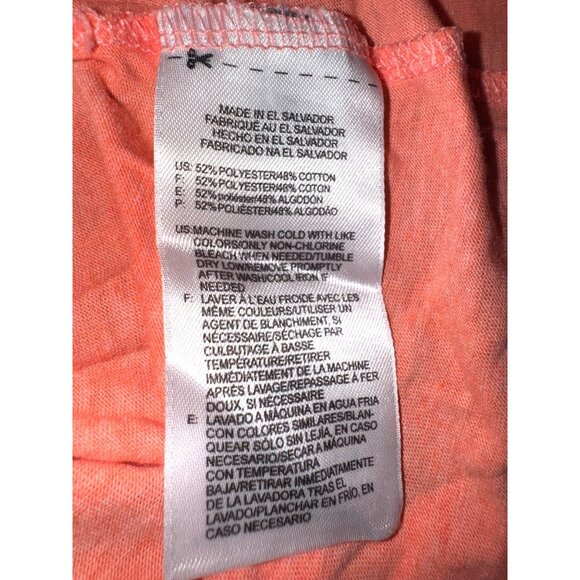 MADE IN EL SALVADOR
FABRIQUÉ AU EL SALVADOR
HECHO EN EL SALVADOR
FABRICADO NA EL SALVADOR
US: 52% POLYESTER/48% COTTON
F: 52% POLYESTER/48% COTON
E: 52% poliéster/48% ALGODÓN
P: 52% POLIÉSTER/48% ALGODÃO
US: MACHINE WASH COLD WITH LIKE
COLORS/ONLY NON-CHLORINE
BLEACH WHEN NEEDED/TUMBLE
DRY LOW/REMOVE PROMPTLY
AFTER WASH/COOL IRON IF
NEEDED
F: LAVER À L'EAU FROIDE AVEC LES
MÊME COULEURS/UTILISER UN
AGENT DE BLANCHIMENT, SI
NÉCESSAIRE/SÉCHAGE PAR
CULBUTAGE À BASSE
TEMPÉRATURE/RETIRER
IMMÉDIATEMENT DE LA MACHINE
APRÉS LAVAGE/REPASSAGE À FER
DOUX, SI NÉCESSAIRE
E: LAVADO A MÁQUINA EN AGUA FRIA
CON COLORES SIMILARES/BLAN-
QUEAR SÓLO SIN LEJÍA, EN CASO
NECESARIO/SECAR A MÁQUINA
CON TEMPERATURA
BAJA/RETIRAR INMEDIATAMENTE
DE LA LAVADORA TRAS EL
LAVADO/PLANCHAR EN FRIO, EN
CASO NECESARIO